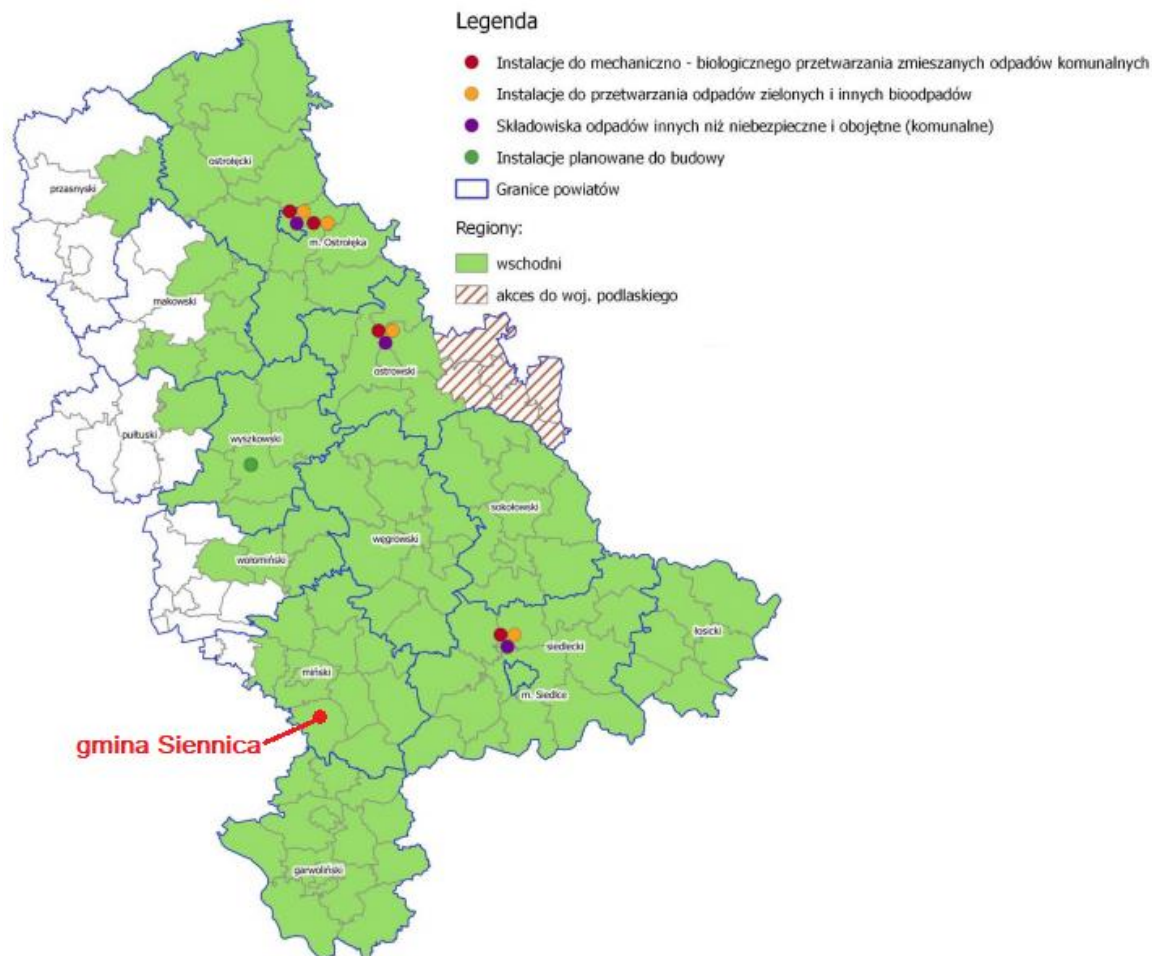 Legenda
Instalacje do mechaniczno - biologicznego przetwarzania zmieszanych odpadów komunalnych
Instalacje do przetwarzania odpadów zielonych i innych bioodpadów
Składowiska odpadów innych niż niebezpieczne i obojętne (komunalne)
Instalacje planowane do budowy
Granice powiatów
Regiony:
wschodni
akces do woj. podlaskiego
ostrołęcki
przasnyski
m. Ostrołęka
makowski
ostrowski
pułtuski
wyszkowski
sokołowski
węgrowski
wołomiński
łosicki
siedlecki
miński
m. Siedlce
gmina Siennica
garwoliński